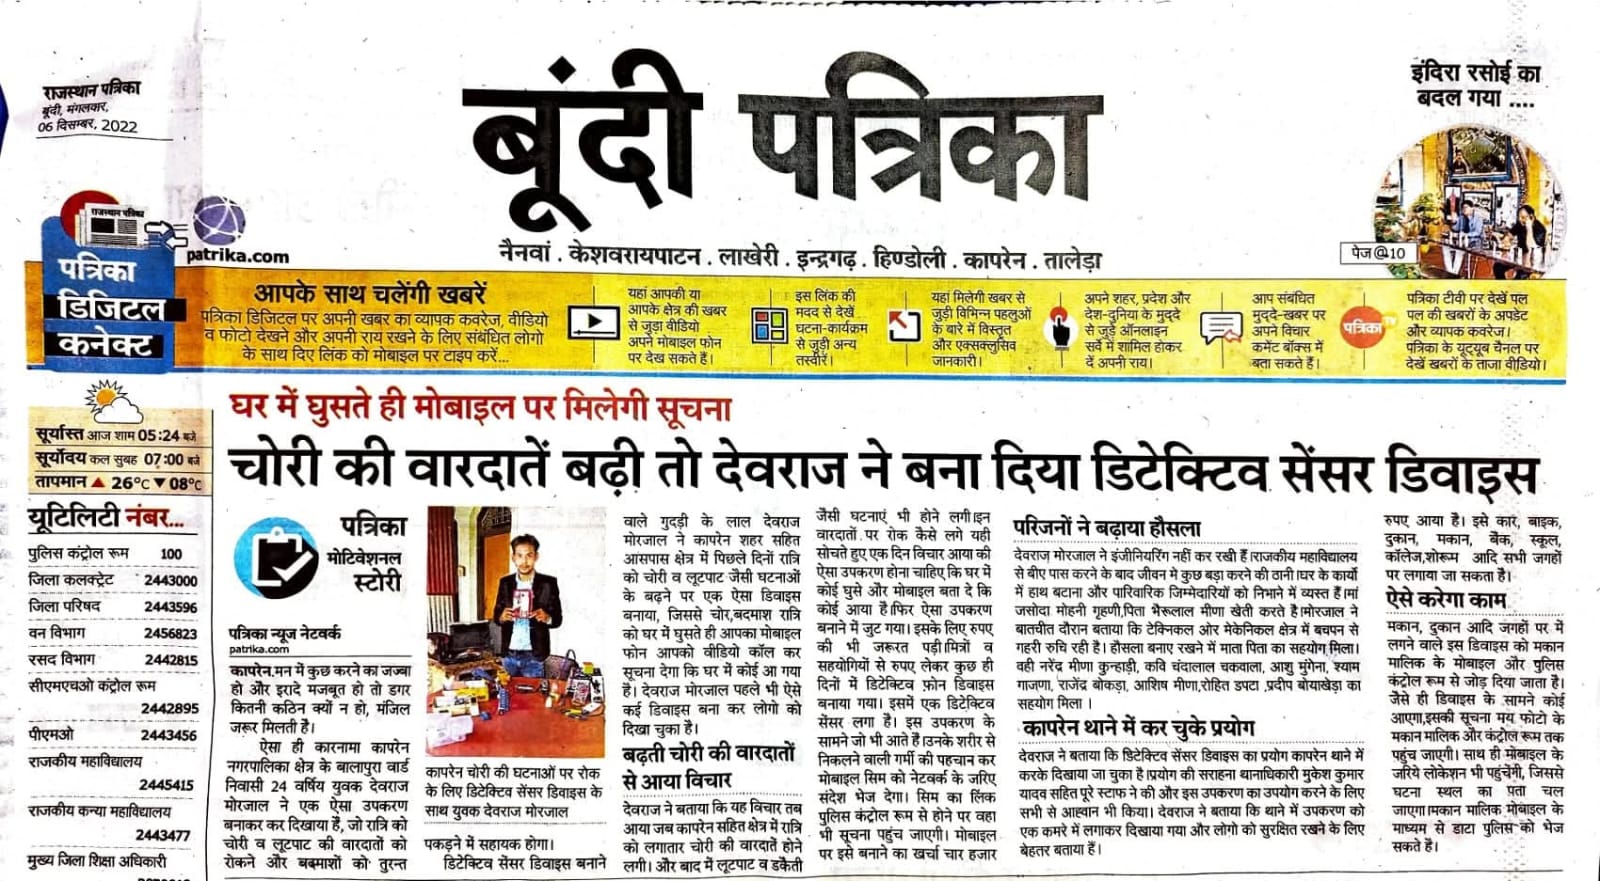 राजस्थान पत्रिका
बूंदी, मंगलवार,
06 दिसम्बर, 2022
बूंदी पत्रिका
नैनवां . केशवरायपाटन . लाखेरी . इन्द्रगढ़ . हिण्डोली . कापरेन . तालेड़ा
इंदिरा रसोई का
बदल गया ....
पेज@10
राजस्थान पत्रिका
patrika.com
पत्रिका
डिजिटल
कनेक्ट
आपके साथ चलेंगी खबरें
पत्रिका डिजिटल पर अपनी खबर का व्यापक कवरेज, वीडियो
व फोटो देखने और अपनी राय रखने के लिए संबंधित लोगो
के साथ दिए लिंक को मोबाइल पर टाइप करें...
यहां आपकी या
आपके क्षेत्र की खबर
से जुड़ा वीडियो
अपने मोबाइल फोन
पर देख सकते हैं।
इस लिंक की
मदद से देखें
घटना-कार्यक्रम
से जुड़ी अन्य
तस्वीरें।
यहां मिलेगी खबर से
जुड़ी विभिन्न पहलुओं
के बारे में विस्तृत
और एक्सक्लुसिव
जानकारी।
अपने शहर, प्रदेश और
देश-दुनिया के मुद्दे
से जुड़े ऑनलाइन
सर्वे में शामिल होकर
दें अपनी राय।
आप संबंधित
मुद्दे-खबर पर
अपने विचार
कमेंट बॉक्स में
बता सकते हैं।
पत्रिका TV
पत्रिका टीवी पर देखें पल
पल की खबरों के अपडेट
और व्यापक कवरेज।
पत्रिका के यूट्यूब चैनल पर
देखें खबरों के ताजा वीडियो।
सूर्यास्त आज शाम 05:24 बजे
सूर्योदय कल सुबह 07:00 बजे
तापमान ▲ 26°C ▼ 08°C
यूटिलिटी नंबर...
पुलिस कंट्रोल रूम 100
जिला कलक्ट्रेट 2443000
जिला परिषद 2443596
वन विभाग 2456823
रसद विभाग 2442815
सीएमएचओ कंट्रोल रूम
2442895
पीएमओ 2443456
राजकीय महाविद्यालय
2445415
राजकीय कन्या महाविद्यालय
2443477
मुख्य जिला शिक्षा अधिकारी
घर में घुसते ही मोबाइल पर मिलेगी सूचना
चोरी की वारदातें बढ़ी तो देवराज ने बना दिया डिटेक्टिव सेंसर डिवाइस
पत्रिका
मोटिवेशनल
स्टोरी
पत्रिका न्यूज नेटवर्क
patrika.com
कापरेन.मन में कुछ करने का जज्बा
हो और इरादे मजबूत हो तो डगर
कितनी कठिन क्यों न हो, मंजिल
जरूर मिलती है।
ऐसा ही कारनामा कापरेन
नगरपालिका क्षेत्र के बालापुरा वार्ड
निवासी 24 वर्षिय युवक देवराज
मोरजाल ने एक ऐसा उपकरण
बनाकर कर दिखाया है, जो रात्रि को
चोरी व लूटपाट की वारदातों को
रोकने और बदमाशों को तुरन्त
कापरेन चोरी की घटनाओं पर रोक
के लिए डिटेक्टिव सेंसर डिवाइस के
साथ युवक देवराज मोरजाल
पकड़ने में सहायक होगा।
डिटेक्टिव सेंसर डिवाइस बनाने
वाले गुदड़ी के लाल देवराज
मोरजाल ने कापरेन शहर सहित
आसपास क्षेत्र में पिछले दिनों रात्रि
को चोरी व लूटपाट जैसी घटनाओं
के बढ़ने पर एक ऐसा डिवास
बनाया, जिससे चोर,बदमाश रात्रि
को घर में घुसते ही आपका मोबाइल
फोन आपको वीडियो कॉल कर
सूचना देगा कि घर में कोई आ गया
है। देवराज मोरजाल पहले भी ऐसे
कई डिवास बना कर लोगो को
दिखा चुका है।
बढ़ती चोरी की वारदातों
से आया विचार
देवराज ने बताया कि यह विचार तब
आया जब कापरेन सहित क्षेत्र में रात्रि
को लगातार चोरी की वारदातें होने
लगी। और बाद में लूटपाट व डकैती
जैसी घटनाएं भी होने लगी।इन
वारदातों पर रोक कैसे लगे यही
सोचते हुए एक दिन विचार आया की
ऐसा उपकरण होना चाहिए कि घर में
कोई घुसे और मोबाइल बता दे कि
कोई आया है।फिर ऐसा उपकरण
बनाने में जुट गया। इसके लिए रुपए
की भी जरूरत पड़ी।मित्रों व
सहयोगियों से रुपए लेकर कुछ ही
दिनों में डिटेक्टिव फ़ोन डिवाइस
बनाया गया। इसमें एक डिटेक्टिव
सेंसर लगा है। इस उपकरण के
सामने जो भी आते है।उनके शरीर से
निकलने वाली गर्मी की पहचान कर
मोबाइल सिम को नेटवर्क के जरिए
संदेश भेज देगा। सिम का लिंक
पुलिस कंट्रोल रूम से होने पर वहा
भी सूचना पहुंच जाएगी। मोबाइल
पर इसे बनाने का खर्चा चार हजार
परिजनों ने बढ़ाया हौसला
देवराज मोरजाल ने इंजीनियरिंग नहीं कर रखी हैं।राजकीय महाविद्यालय
से बीए पास करने के बाद जीवन मे कुछ बड़ा करने की ठानी।घर के कार्यो
में हाथ बटाना और पारिवारिक जिम्मेदारियों को निभाने में व्यस्त हैं।मां
जसोदा मोहनी गृहणी,पिता भैरूलाल मीणा खेती करते है।मोरजाल ने
बातचीत दौरान बताया कि टेक्निकल ओर मेकेनिकल क्षेत्र में बचपन से
गहरी रुचि रही है। हौसला बनाए रखने में माता पिता का सहयोग मिला।
वही नरेंद्र मीणा कुन्हाड़ी, कवि चंदालाल चकवाला, आशु मुंगेना, श्याम
गाजणा, राजेंद्र बोकड़ा, आशिष मीणा,रोहित डपटा ,प्रदीप बोयाखेड़ा का
सहयोग मिला ।
कापरेन थाने में कर चुके प्रयोग
देवराज ने बताया कि डिटेक्टिव सेंसर डिवाइस का प्रयोग कापरेन थाने में
करके दिखाया जा चुका है।प्रयोग की सराहना थानाधिकारी मुकेश कुमार
यादव सहित पूरे स्टाफ ने की और इस उपकरण का उपयोग करने के लिए
सभी से आह्वान भी किया। देवराज ने बताया कि थाने में उपकरण को
एक कमरे में लगाकर दिखाया गया और लोगो को सुरक्षित रखने के लिए
बेहतर बताया हैं।
रुपए आया है। इसे कार, बाइक,
दुकान, मकान, बैंक, स्कूल,
कॉलेज,शोरूम आदि सभी जगहों
पर लगाया जा सकता है।
ऐसे करेगा काम
मकान, दुकान आदि जगहों पर में
लगने वाले इस डिवाइस को मकान
मालिक के मोबाइल और पुलिस
कंट्रोल रूम से जोड़ दिया जाता है।
जैसे ही डिवाइस के सामने कोई
आएगा,इसकी सूचना मय फोटो के
मकान मालिक और कंट्रोल रूम तक
पहुंच जाएगी। साथ ही मोबाइल के
जरिये लोकेशन भी पहुंचेगी, जिससे
घटना स्थल का पता चल
जाएगा।मकान मालिक मोबाइल के
माध्यम से डाटा पुलिस को भेज
सकते है।